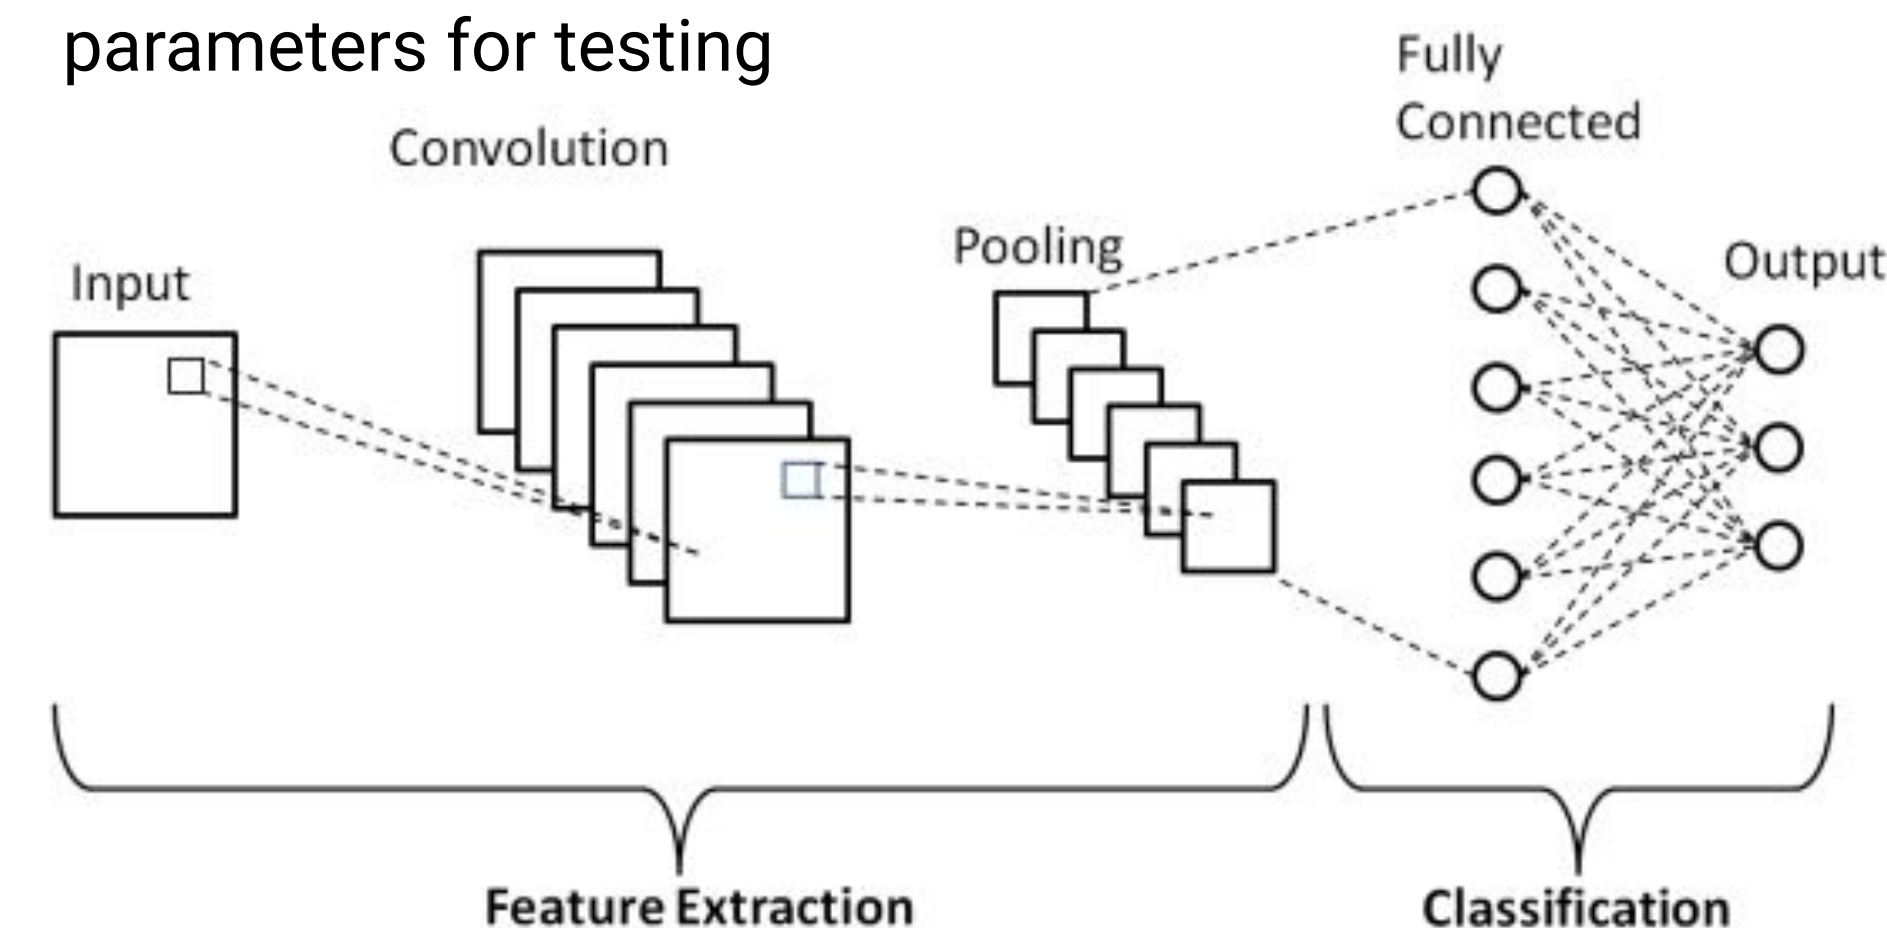 parameters for testing
Fully
Connected
Convolution
Pooling
Output
Input
Feature Extraction
Classification